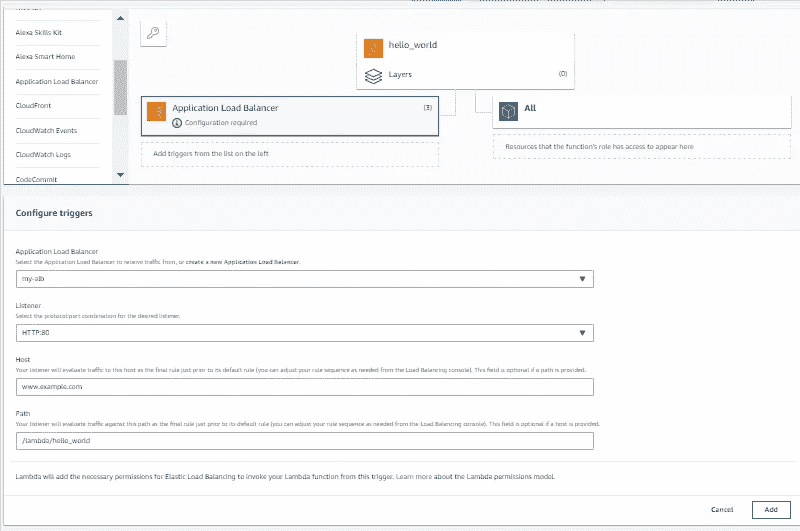 Alexa Skills Kit
Alexa Smart Home
Application Load Balancer
CloudFront
CloudWatch Events
CloudWatch Logs
CodeCommit
hello_world
Layers
(0)
Application Load Balancer
(3)
Configuration required
Add triggers from the list on the left
All
Resources that the function's role has access to appear here
Configure triggers
Application Load Balancer
Select the Application Load Balancer to receive traffic from, or create a new Application Load Balancer.
my-alb
Listener
Select the protocol:port combination for the desired listener.
HTTP:80
Host
Your listener will evaluate traffic to this host as the final rule just prior to its default rule (you can adjust your rule sequence as needed from the Load Balancing console). This field is optional if a path is provided.
www.example.com
Path
Your listener will evaluate traffic against this path as the final rule just prior to its default rule (you can adjust your rule sequence as needed from the Load Balancing console). This field is optional if a host is provided.
/lambda/hello_world
Lambda will add the necessary permissions for Elastic Load Balancing to invoke your Lambda function from this trigger. Learn more about the Lambda permissions model.
Cancel
Add